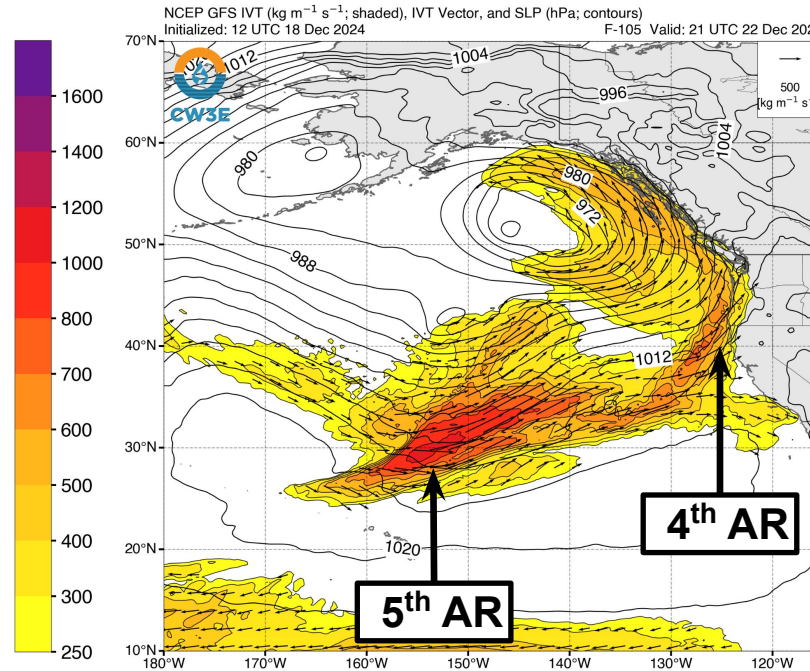 NCEP GFS IVT (kg m⁻¹ s⁻¹; shaded), IVT Vector, and SLP (hPa; contours)
Initialized: 12 UTC 18 Dec 2024
F-105 Valid: 21 UTC 22 Dec 202
CW3E
500
[kg m⁻¹ s⁻
1012
1004
996
1004
980
980
972
988
1012
1020
4th AR
5th AR
1600
1400
1200
1000
800
700
600
500
400
300
250
70°N
60°N
50°N
40°N
30°N
20°N
10°N
180°W
170°W
160°W
150°W
140°W
130°W
120°W